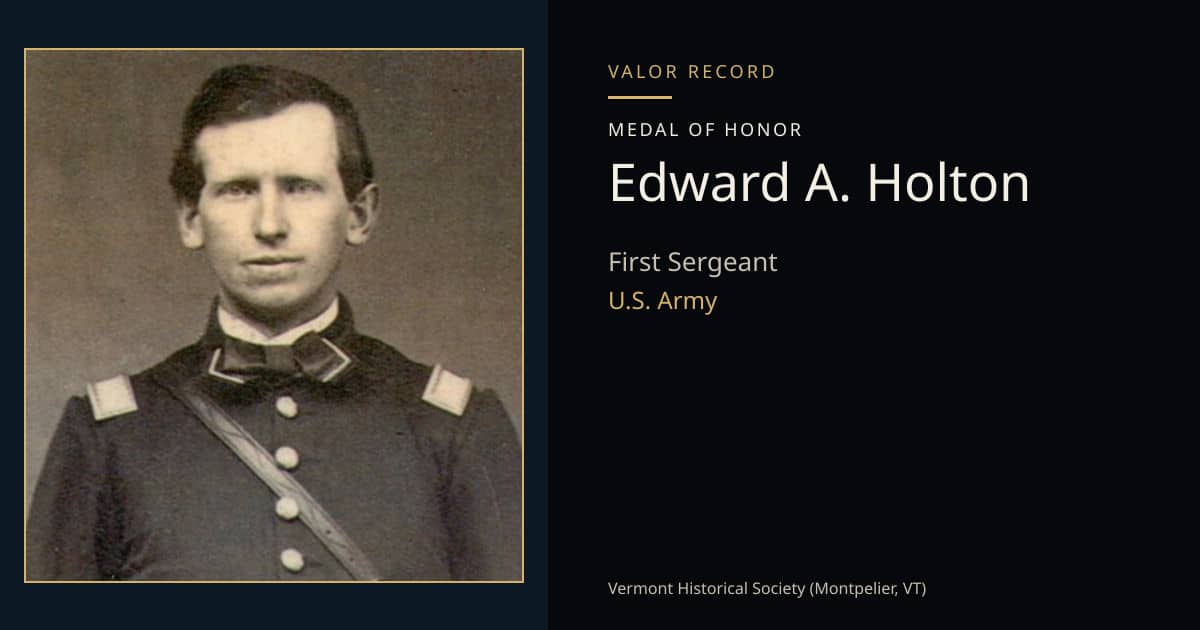 VALOR RECORD
MEDAL OF HONOR
Edward A. Holton
First Sergeant
U.S. Army
Vermont Historical Society (Montpelier, VT)